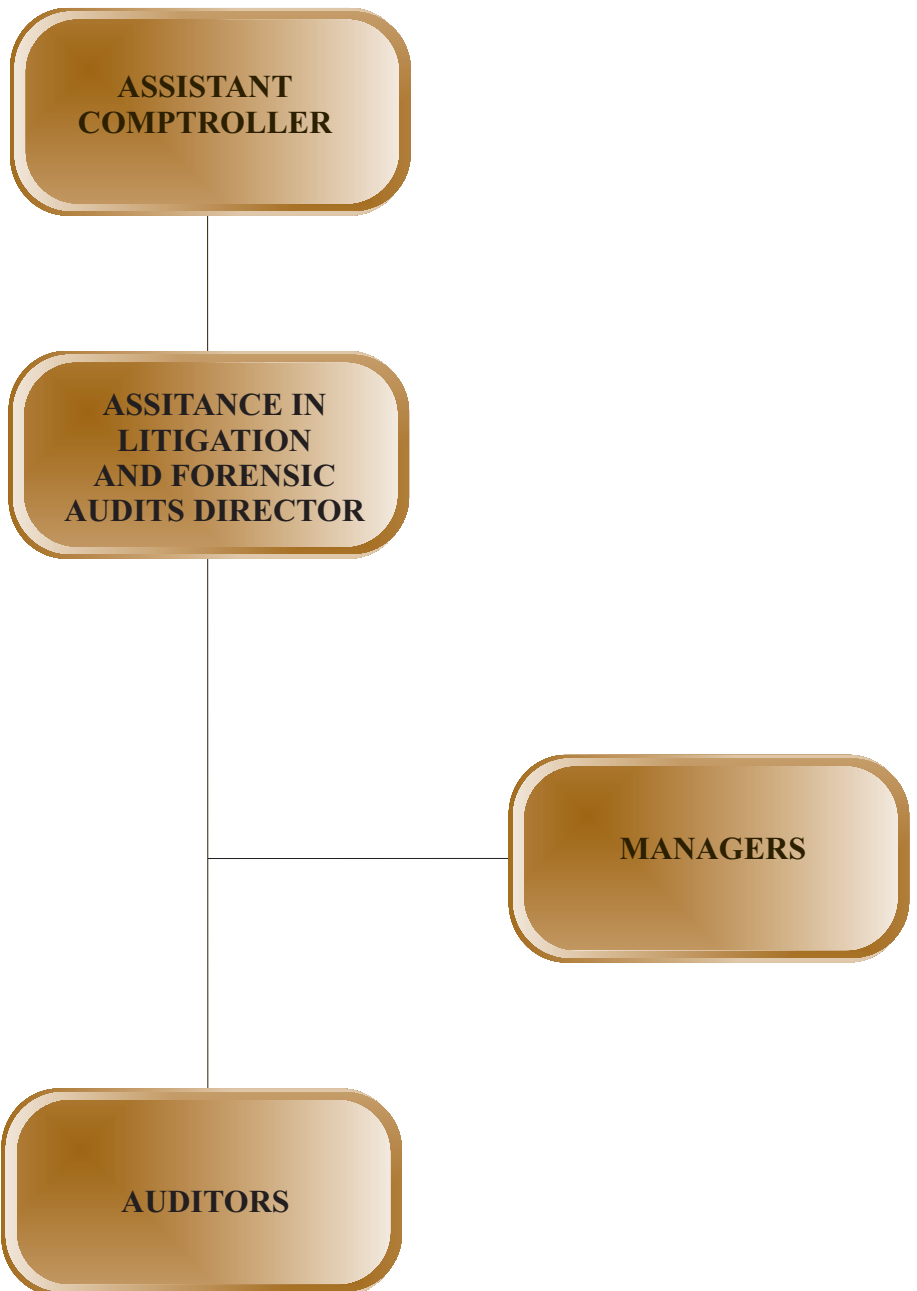 ASSISTANT
COMPTROLLER
ASSITANCE IN
LITIGATION
AND FORENSIC
AUDITS DIRECTOR
MANAGERS
AUDITORS